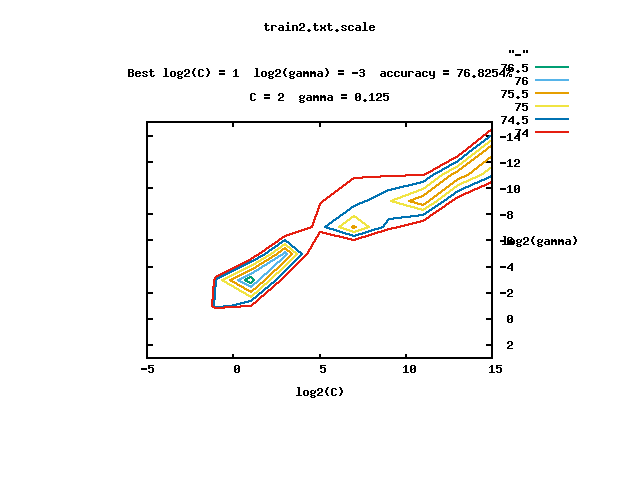 train2.txt.scale
"-"
Best log2(C) = 1  log2(gamma) = -3  accuracy = 76.8254%
76.5
76
C = 2  gamma = 0.125
75.5
75
74.5
74
-14
-12
-10
-8
-6
log2(gamma)
-4
-2
0
2
-5 0 5 10 15
log2(C)